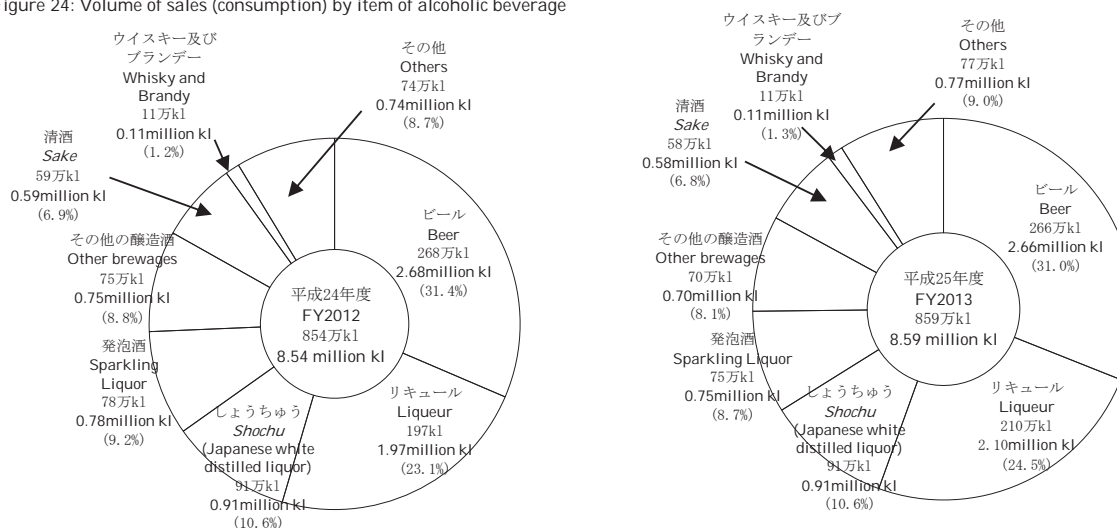 igure 24: Volume of sales (consumption) by item of alcoholic beverage
ウイスキー及び
ブランデー
Whisky and
Brandy
11万kl
0.11million kl
(1.2%)
その他
Others
74万kl
0.74million kl
(8.7%)
清酒
Sake
59万kl
0.59million kl
(6.9%)
ビール
Beer
268万kl
2.68million kl
(31.4%)
その他の醸造酒
Other brewages
75万kl
0.75million kl
(8.8%)
平成24年度
FY2012
854万kl
8.54 million kl
発泡酒
Sparkling
Liquor
78万kl
0.78million kl
(9.2%)
しょうちゅう
Shochu
(Japanese white
distilled liquor)
91万kl
0.91million kl
(10.6%)
リキュール
Liqueur
197kl
1.97million kl
(23.1%)
ウイスキー及びブ
ランデー
Whisky and
Brandy
11万kl
0.11million kl
(1.3%)
その他
Others
77万kl
0.77million kl
(9.0%)
清酒
Sake
58万kl
0.58million kl
(6.8%)
ビール
Beer
266万kl
2.66million kl
(31.0%)
その他の醸造酒
Other brewages
70万kl
0.70million kl
(8.1%)
平成25年度
FY2013
859万kl
8.59 million kl
発泡酒
Sparkling Liquor
75万kl
0.75million kl
(8.7%)
しょうちゅう
Shochu
(Japanese white
distilled liquor)
91万kl
0.91million kl
(10.6%)
リキュール
Liqueur
210万kl
2.10million kl
(24.5%)